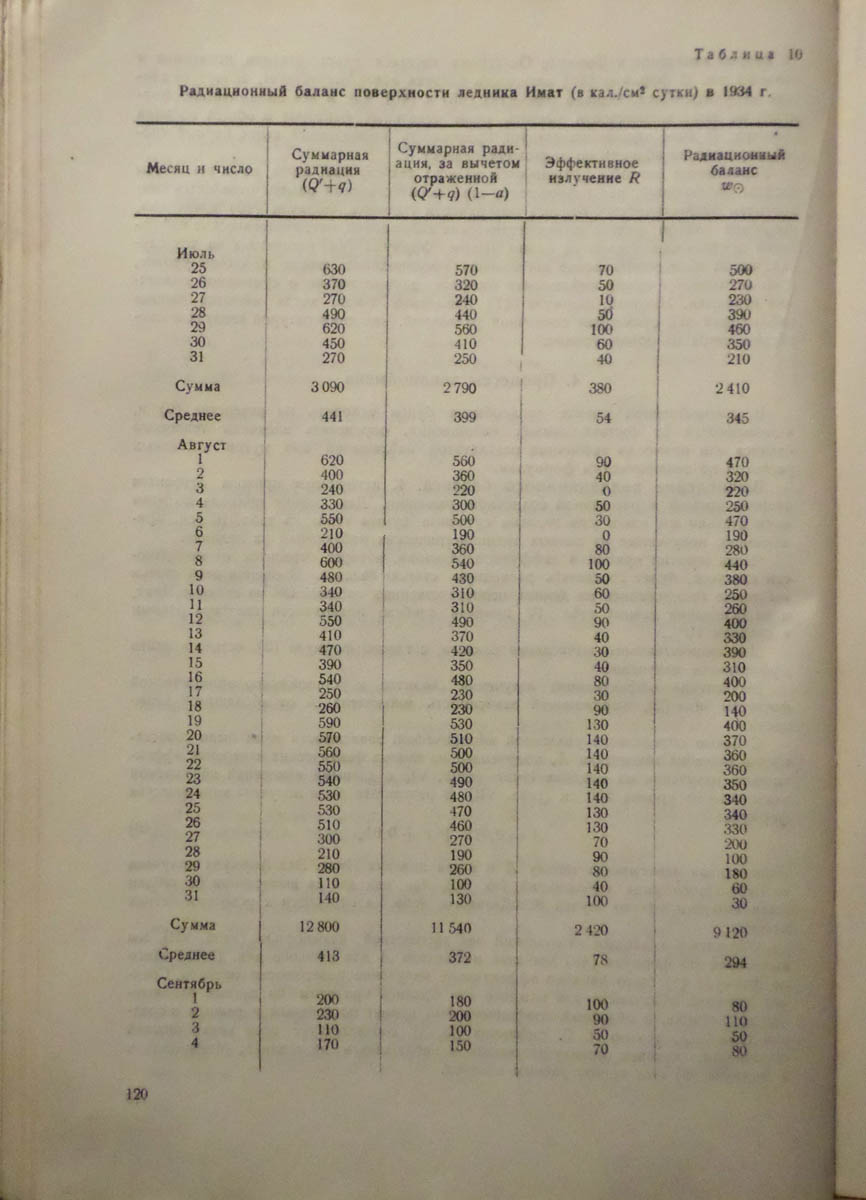 Таблица 10
Радиационный баланс поверхности ледника Имат (в кал./см² сутки) в 1934 г.
Месяц и число
Суммарная
радиация
(Q'+q)
Суммарная ради-
ация, за вычетом
отраженной
(Q'+q) (1—a)
Эффективное
излучение R
Радиационный
баланс
w☉
Июль
25 630 570 70 500
26 370 320 50 270
27 270 240 10 230
28 490 440 50 390
29 620 560 100 460
30 450 410 60 350
31 270 250 40 210
Сумма 3 090 2 790 380 2 410
Среднее 441 399 54 345
Август
1 620 560 90 470
2 400 360 40 320
3 240 220 0 220
4 330 300 50 250
5 550 500 30 470
6 210 190 0 190
7 400 360 80 280
8 600 540 100 440
9 480 430 50 380
10 340 310 60 250
11 340 310 50 260
12 550 490 90 400
13 410 370 40 330
14 470 420 30 390
15 390 350 40 310
16 540 480 80 400
17 250 230 30 200
18 260 230 90 140
19 590 530 130 400
20 570 510 140 370
21 560 500 140 360
22 550 500 140 360
23 540 490 140 350
24 530 480 140 340
25 530 470 130 340
26 510 460 130 330
27 300 270 70 200
28 210 190 90 100
29 280 260 80 180
30 110 100 40 60
31 140 130 100 30
Сумма 12 800 11 540 2 420 9 120
Среднее 413 372 78 294
Сентябрь
1 200 180 100 80
2 230 200 90 110
3 110 100 50 50
4 170 150 70 80
120